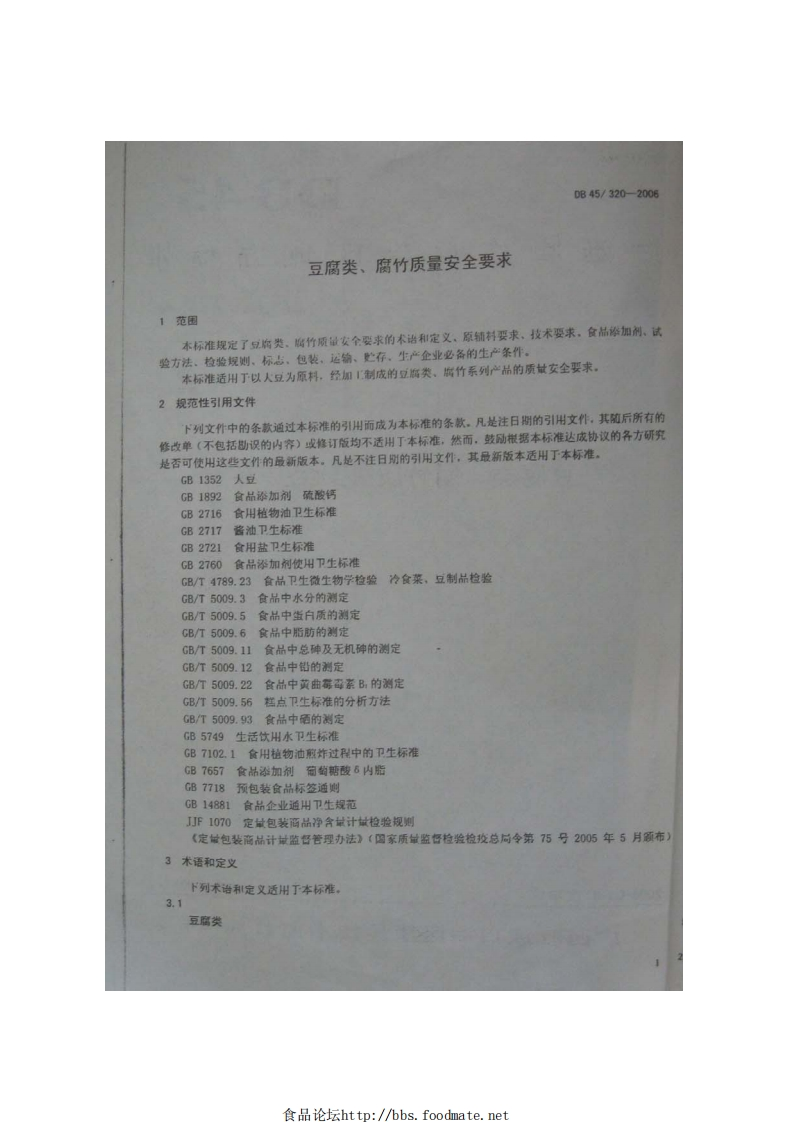 DB 45/ 320—2006
豆腐类、腐竹质量安全要求
1 范围
本标准规定了豆腐类、腐竹质量安全要求的术语和定义、原辅料要求、技术要求、食品添加剂、试
验方法、检验规则、标志、包装、运输、贮存、生产企业必备的生产条件。
本标准适用于以大豆为原料，经加工制成的豆腐类、腐竹系列产品的质量安全要求。
2 规范性引用文件
下列文件中的条款通过本标准的引用而成为本标准的条款。凡是注日期的引用文件，其随后所有的
修改单（不包括勘误的内容）或修订版均不适用于本标准，然而，鼓励根据本标准达成协议的各方研究
是否可使用这些文件的最新版本。凡是不注日期的引用文件，其最新版本适用于本标准。
GB 1352 大豆
GB 1892 食品添加剂 硫酸钙
GB 2716 食用植物油卫生标准
GB 2717 酱油卫生标准
GB 2721 食用盐卫生标准
GB 2760 食品添加剂使用卫生标准
GB/T 4789.23 食品卫生微生物学检验 冷食菜、豆制品检验
GB/T 5009.3 食品中水分的测定
GB/T 5009.5 食品中蛋白质的测定
GB/T 5009.6 食品中脂肪的测定
GB/T 5009.11 食品中总砷及无机砷的测定
GB/T 5009.12 食品中铅的测定
GB/T 5009.22 食品中黄曲霉毒素 B₁ 的测定
GB/T 5009.56 糕点卫生标准的分析方法
GB/T 5009.93 食品中硒的测定
GB 5749 生活饮用水卫生标准
GB 7102.1 食用植物油煎炸过程中的卫生标准
GB 7657 食品添加剂 葡萄糖酸δ内脂
GB 7718 预包装食品标签通则
GB 14881 食品企业通用卫生规范
JJF 1070 定量包装商品净含量计量检验规则
《定量包装商品计量监督管理办法》（国家质量监督检验检疫总局令第 75 号 2005 年 5 月颁布）
3 术语和定义
下列术语和定义适用于本标准。
3.1
豆腐类
1
2
食品论坛http://bbs.foodmate.net